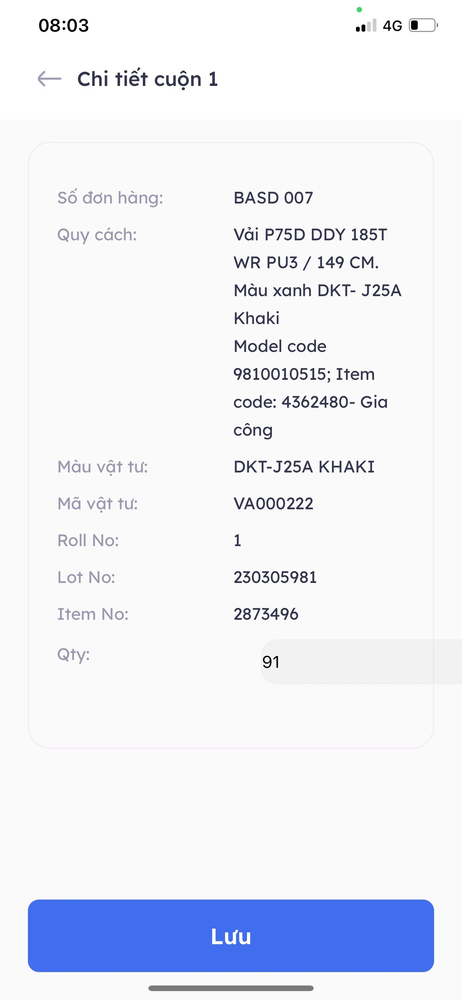 08:03
4G
Chi tiết cuộn 1
Số đơn hàng: BASD 007
Quy cách: Vải P75D DDY 185T
WR PU3 / 149 CM.
Màu xanh DKT- J25A
Khaki
Model code
9810010515; Item
code: 4362480- Gia
công
Màu vật tư: DKT-J25A KHAKI
Mã vật tư: VA000222
Roll No: 1
Lot No: 230305981
Item No: 2873496
Qty: 91
Lưu